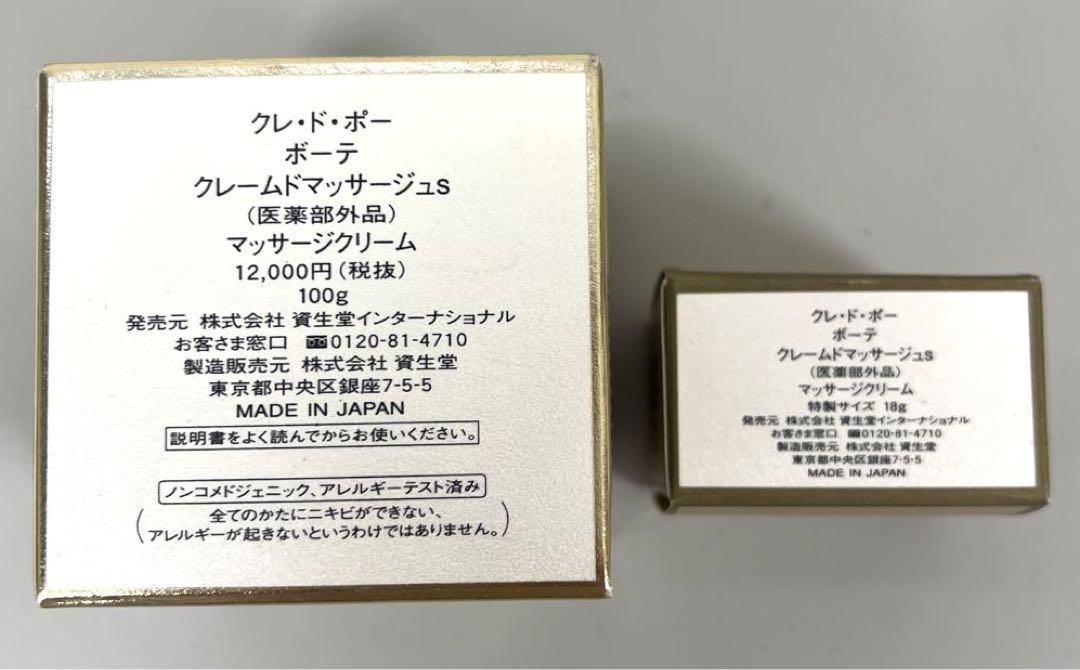 クレ・ド・ポー
ボーテ
クレームドマッサージュs
(医薬部外品)
マッサージクリーム
12,000円(税抜)
100g
発売元 株式会社 資生堂インターナショナル
お客さま窓口 0120-81-4710
製造販売元 株式会社 資生堂
東京都中央区銀座7-5-5
MADE IN JAPAN
説明書をよく読んでからお使いください。
ノンコメドジェニック、アレルギーテスト済み
(全てのかたにニキビができない、
アレルギーが起きないというわけではありません。)
クレ・ド・ポー
ボーテ
クレームドマッサージュs
(医薬部外品)
マッサージクリーム
特製サイズ 18g
発売元 株式会社 資生堂インターナショナル
お客さま窓口 0120-81-4710
製造販売元 株式会社 資生堂
東京都中央区銀座7-5-5
MADE IN JAPAN